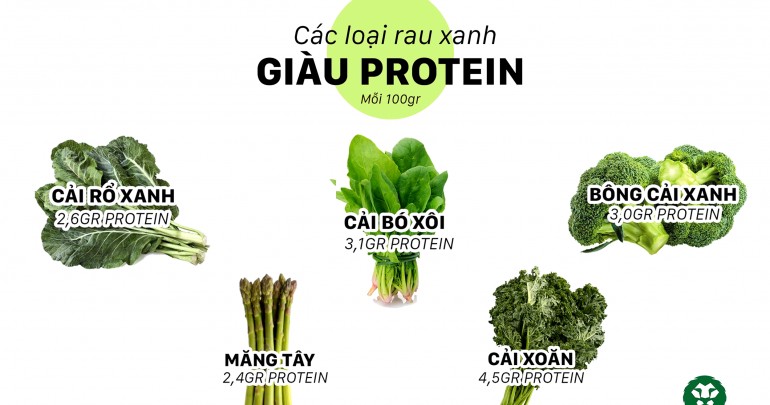 Các loại rau xanh
GIÀU PROTEIN
Mỗi 100gr
CẢI RỔ XANH
2,6GR PROTEIN
CẢI BÓ XÔI
3,1GR PROTEIN
BÔNG CẢI XANH
3,0GR PROTEIN
MĂNG TÂY
2,4GR PROTEIN
CẢI XOĂN
4,5GR PROTEIN